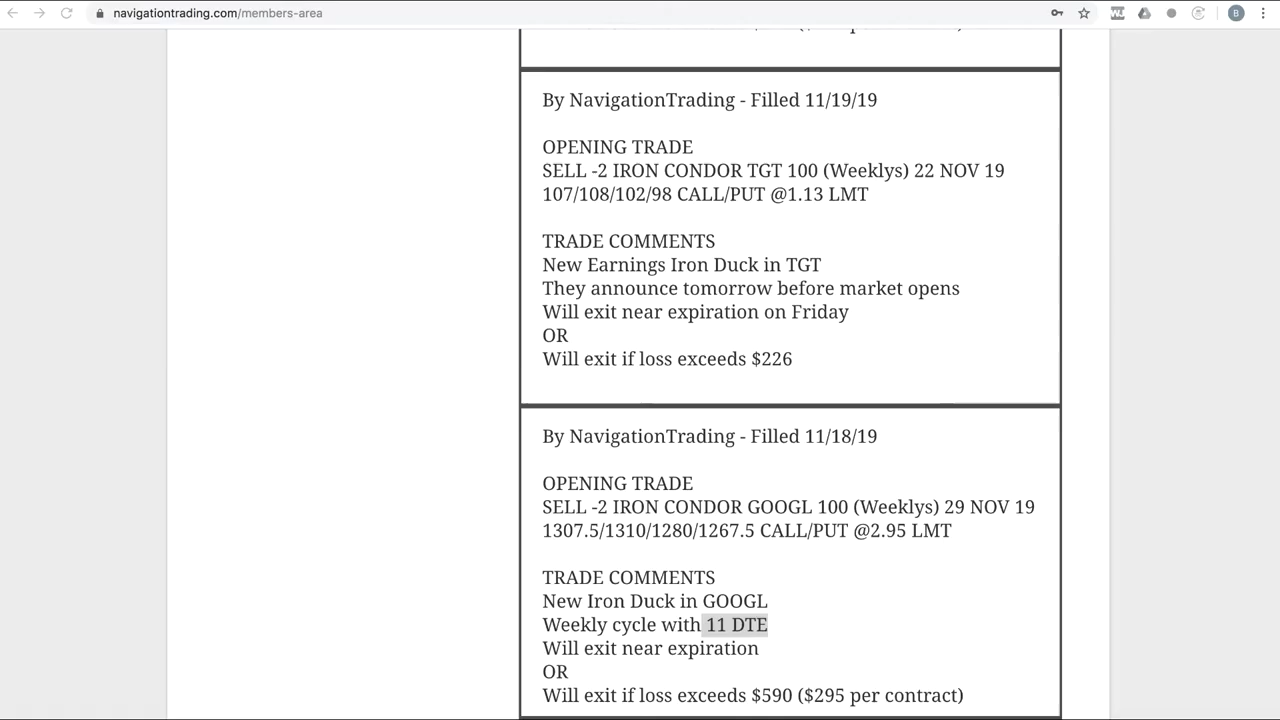 navigationtrading.com/members-area
By NavigationTrading - Filled 11/19/19
OPENING TRADE
SELL -2 IRON CONDOR TGT 100 (Weeklys) 22 NOV 19
107/108/102/98 CALL/PUT @1.13 LMT
TRADE COMMENTS
New Earnings Iron Duck in TGT
They announce tomorrow before market opens
Will exit near expiration on Friday
OR
Will exit if loss exceeds $226
By NavigationTrading - Filled 11/18/19
OPENING TRADE
SELL -2 IRON CONDOR GOOGL 100 (Weeklys) 29 NOV 19
1307.5/1310/1280/1267.5 CALL/PUT @2.95 LMT
TRADE COMMENTS
New Iron Duck in GOOGL
Weekly cycle with 11 DTE
Will exit near expiration
OR
Will exit if loss exceeds $590 ($295 per contract)